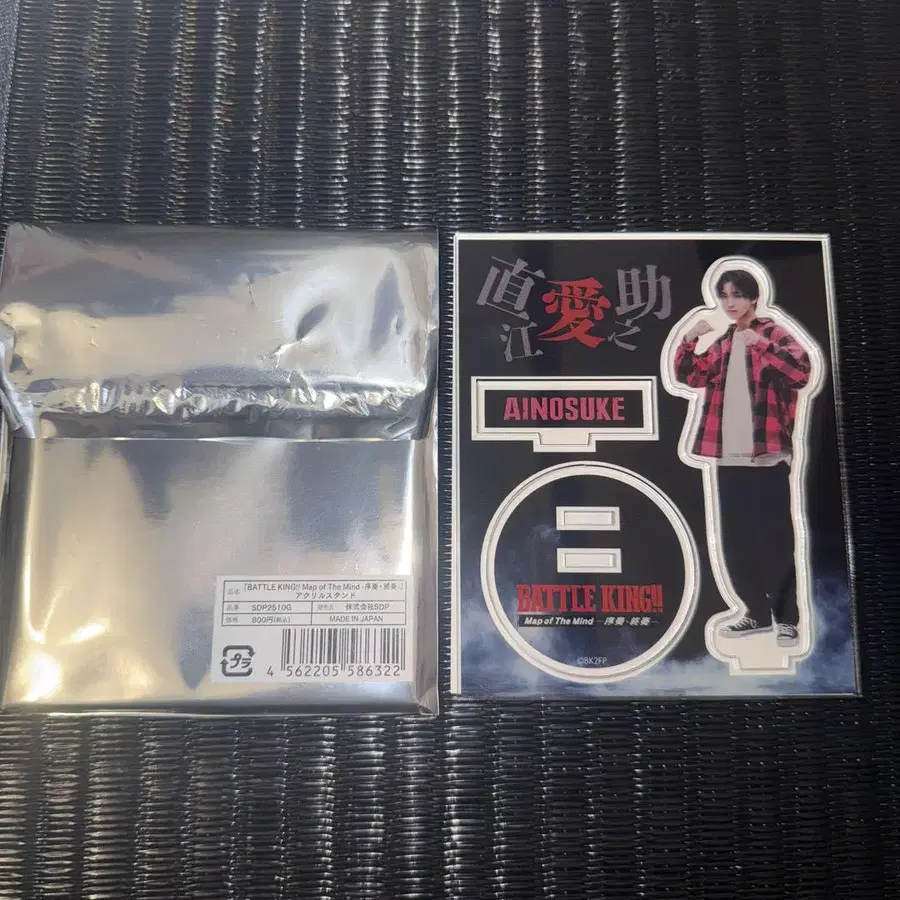 品名 「BATTLE KING!! Map of The Mind -序奏・終奏-」
アクリルスタンド
品番 SDP2510G 発売元 株式会社SDP
価格 800円(税込) MADE IN JAPAN
プラ
4 562205 586322
直江愛之助
AINOSUKE
BATTLE KING!!
Map of The Mind ―序奏・終奏―
©BK2FP